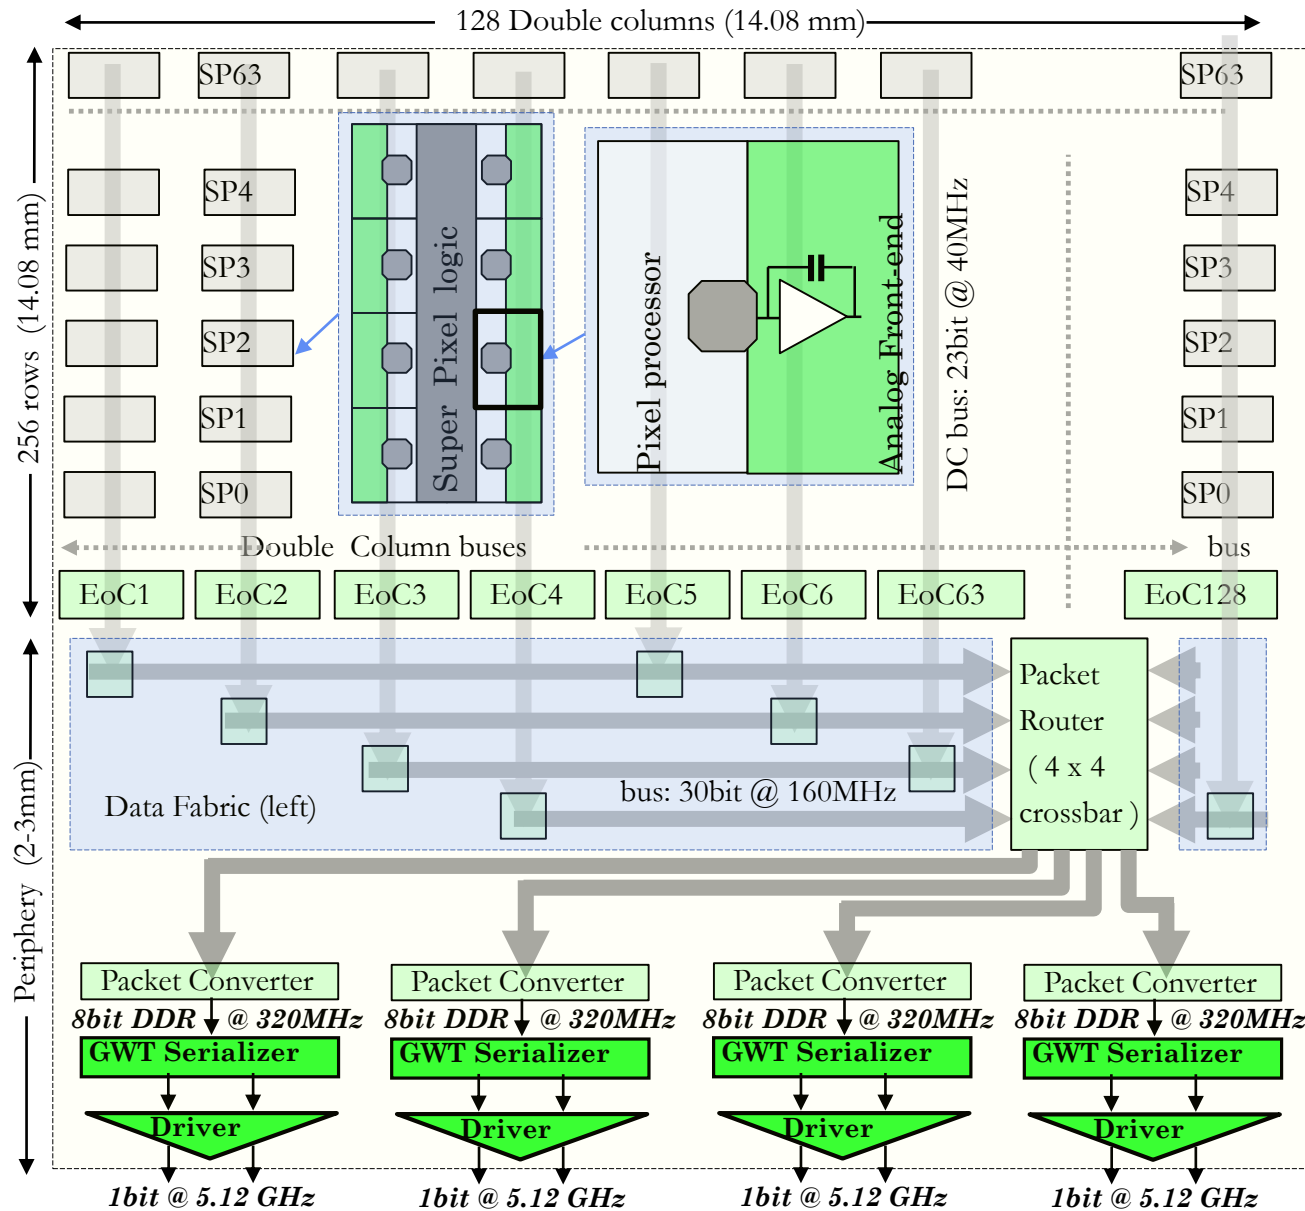 128 Double columns (14.08 mm)
256 rows (14.08 mm)
SP63
SP63
SP4
SP3
SP2
SP1
SP0
Super Pixel logic
Pixel processor
Analog Front-end
DC bus: 23bit @ 40MHz
SP4
SP3
SP2
SP1
SP0
Double Column buses
bus
EoC1
EoC2
EoC3
EoC4
EoC5
EoC6
EoC63
EoC128
Periphery (2-3mm)
Packet
Router
( 4 x 4
crossbar )
bus: 30bit @ 160MHz
Data Fabric (left)
Packet Converter
Packet Converter
Packet Converter
Packet Converter
8bit DDR @ 320MHz
8bit DDR @ 320MHz
8bit DDR @ 320MHz
8bit DDR @ 320MHz
GWT Serializer
GWT Serializer
GWT Serializer
GWT Serializer
Driver
Driver
Driver
Driver
1bit @ 5.12 GHz
1bit @ 5.12 GHz
1bit @ 5.12 GHz
1bit @ 5.12 GHz